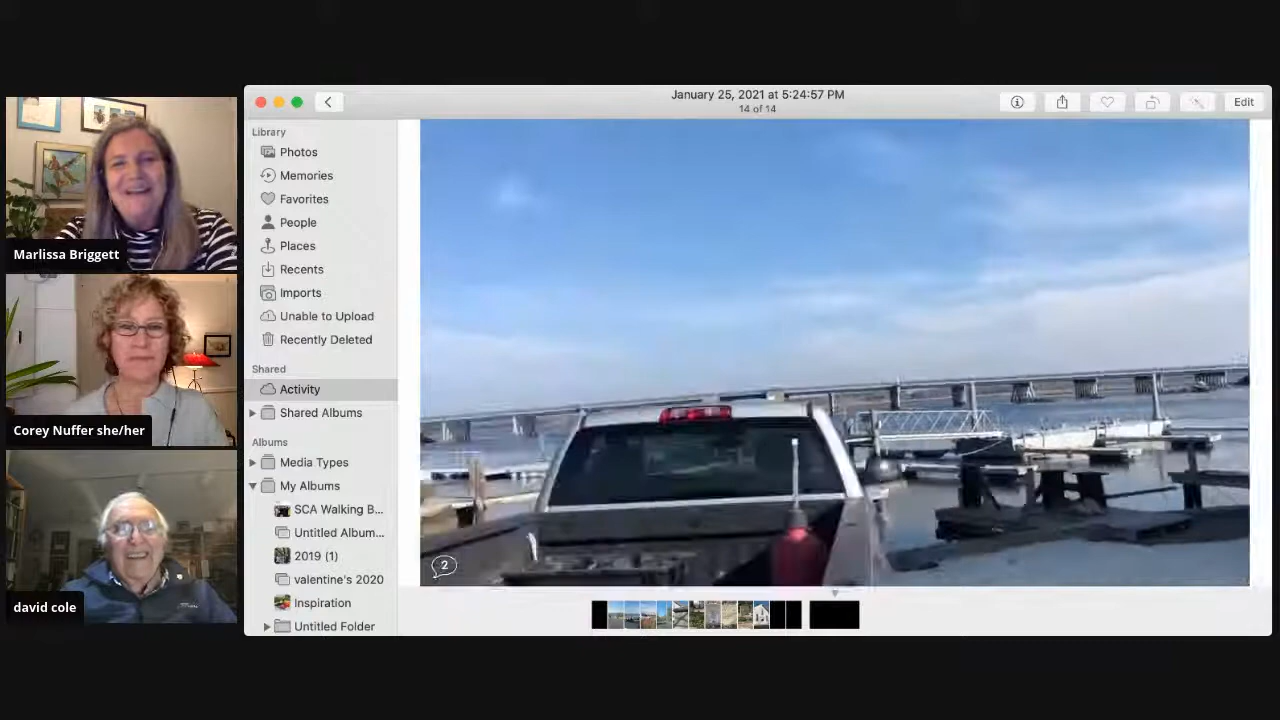 Marlissa Briggett
Corey Nuffer she/her
david cole
January 25, 2021 at 5:24:57 PM
14 of 14
Edit
Library
Photos
Memories
Favorites
People
Places
Recents
Imports
Unable to Upload
Recently Deleted
Shared
Activity
Shared Albums
Albums
Media Types
My Albums
SCA Walking B...
Untitled Album...
2019 (1)
valentine's 2020
Inspiration
Untitled Folder
2